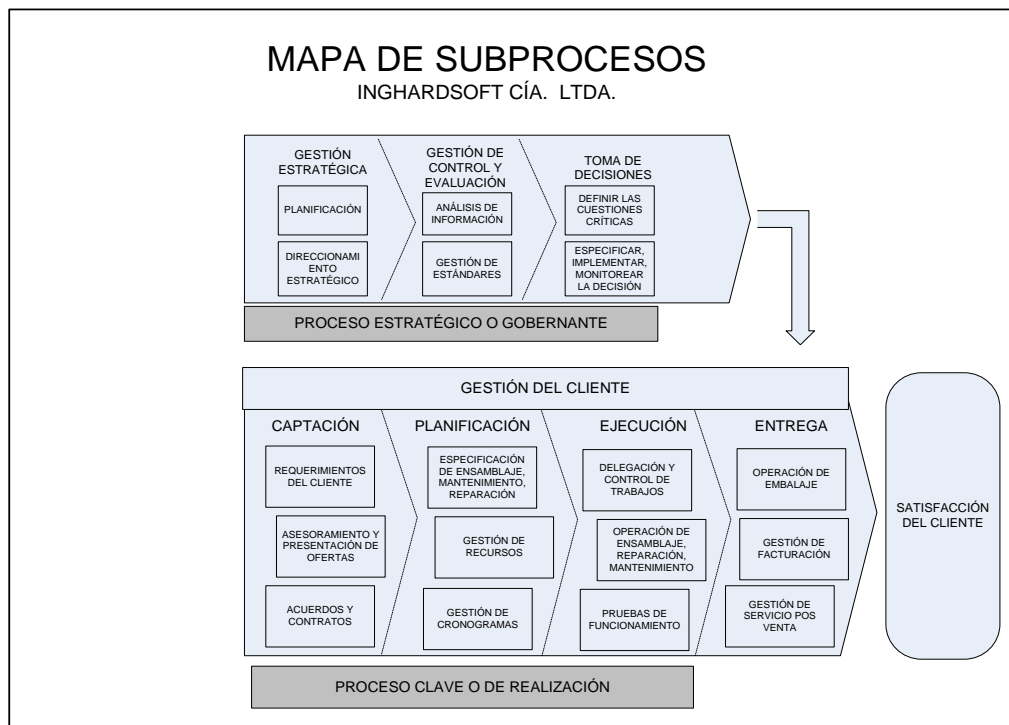 MAPA DE SUBPROCESOS
INGHARDSOFT CÍA. LTDA.
GESTIÓN
ESTRATÉGICA
PLANIFICACIÓN
DIRECCIONAMI
ENTO
ESTRATÉGICO
GESTIÓN DE
CONTROL Y
EVALUACIÓN
ANÁLISIS DE
INFORMACIÓN
GESTIÓN DE
ESTÁNDARES
TOMA DE
DECISIONES
DEFINIR LAS
CUESTIONES
CRÍTICAS
ESPECIFICAR,
IMPLEMENTAR,
MONITOREAR
LA DECISIÓN
PROCESO ESTRATÉGICO O GOBERNANTE
GESTIÓN DEL CLIENTE
CAPTACIÓN
REQUERIMIENTOS
DEL CLIENTE
ASESORAMIENTO Y
PRESENTACIÓN DE
OFERTAS
ACUERDOS Y
CONTRATOS
PLANIFICACIÓN
ESPECIFICACIÓN
DE ENSAMBLAJE,
MANTENIMIENTO,
REPARACIÓN
GESTIÓN DE
RECURSOS
GESTIÓN DE
CRONOGRAMAS
EJECUCIÓN
DELEGACIÓN Y
CONTROL DE
TRABAJOS
OPERACIÓN DE
ENSAMBLAJE,
REPARACIÓN,
MANTENIMIENTO
PRUEBAS DE
FUNCIONAMIENTO
ENTREGA
OPERACIÓN DE
EMBALAJE
GESTIÓN DE
FACTURACIÓN
GESTIÓN DE
SERVICIO POS
VENTA
SATISFACCIÓN
DEL CLIENTE
PROCESO CLAVE O DE REALIZACIÓN